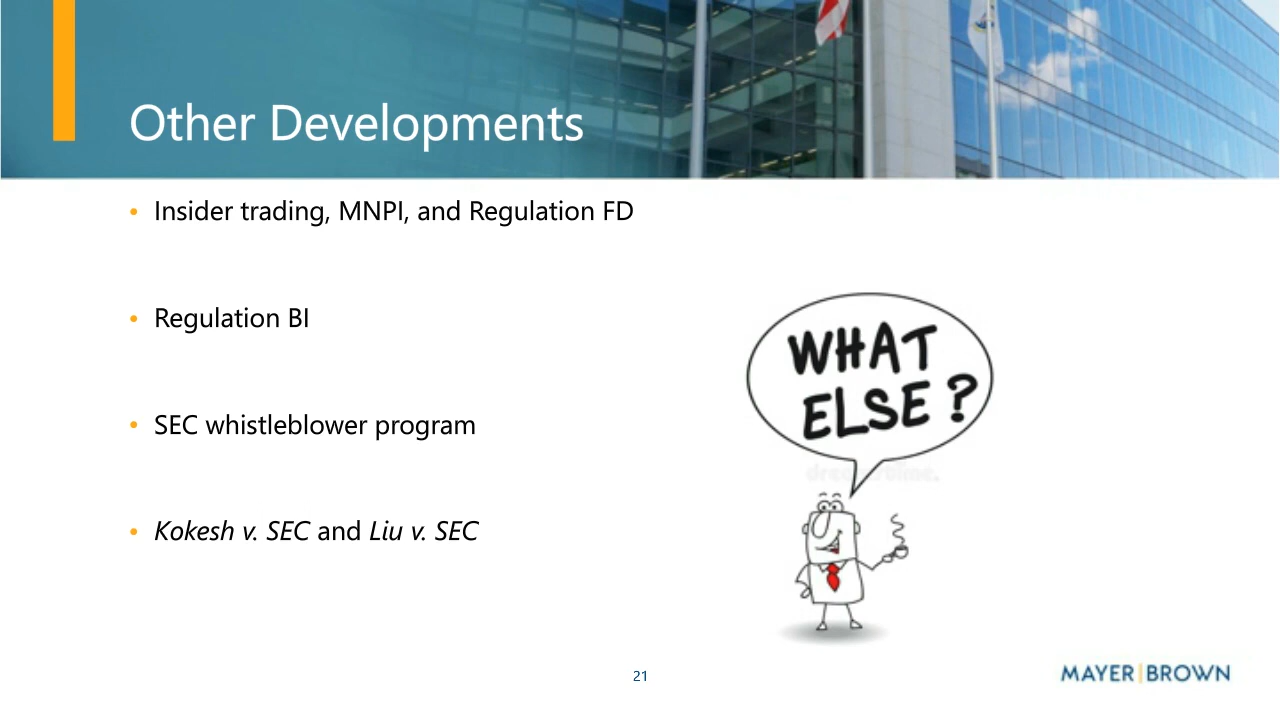 Other Developments
• Insider trading, MNPI, and Regulation FD
• Regulation BI
• SEC whistleblower program
• Kokesh v. SEC and Liu v. SEC
WHAT
ELSE ?
21
MAYER|BROWN